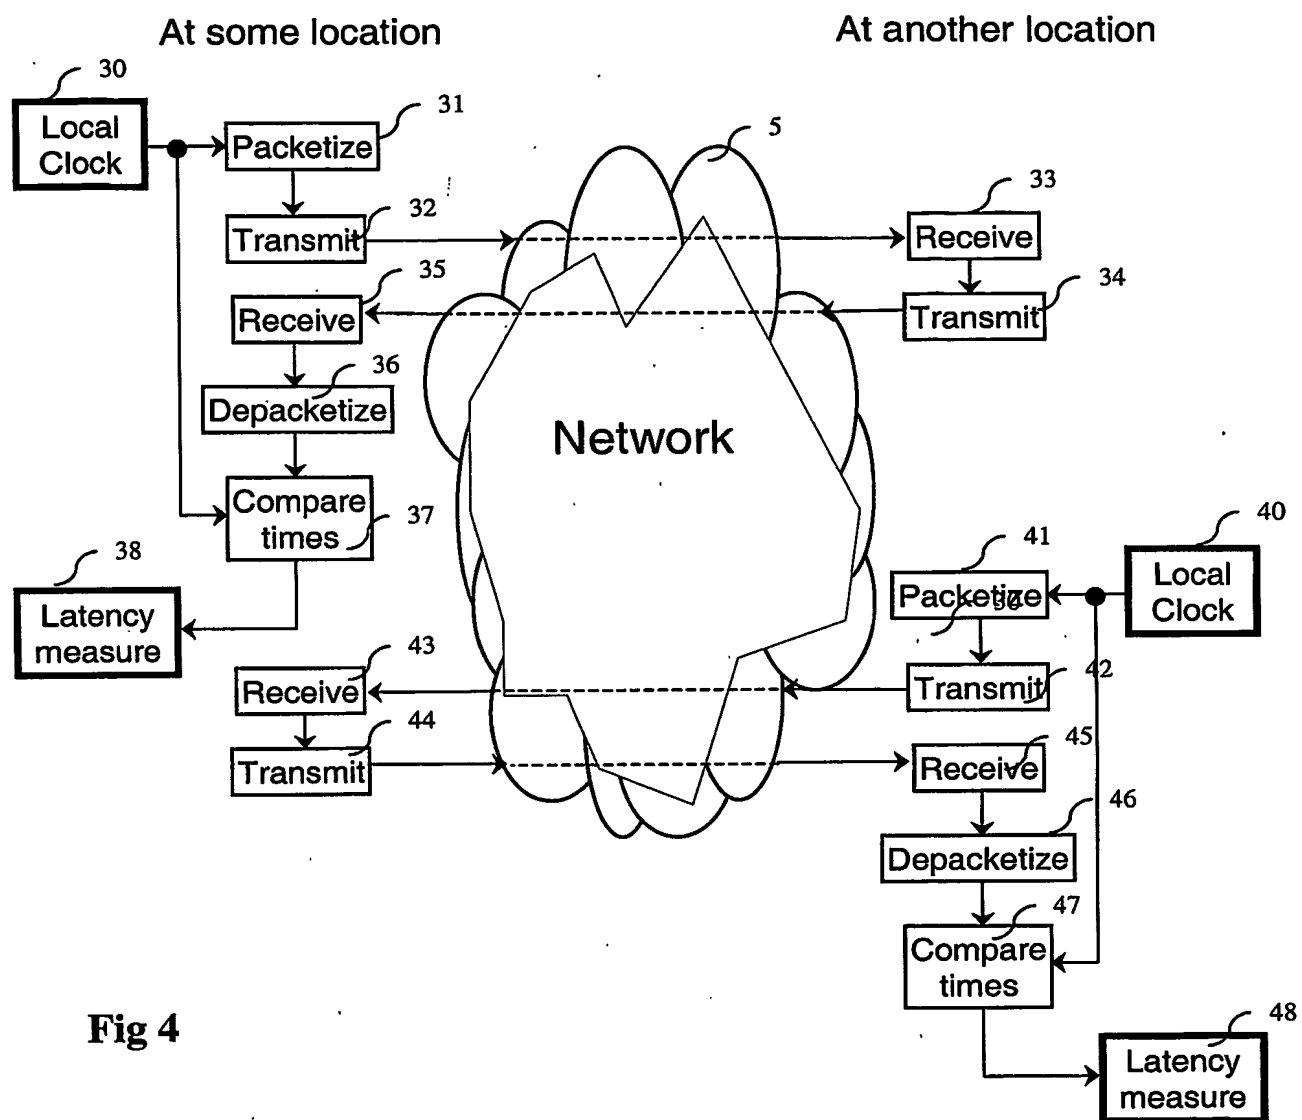 At some location
At another location
30
Local
Clock
31
Packetize
5
32
Transmit
33
Receive
35
Receive
34
Transmit
36
Depacketize
Network
Compare
times
37
38
Latency
measure
40
Local
Clock
41
Packetize
43
Receive
42
Transmit
44
Transmit
45
Receive
46
Depacketize
47
Compare
times
48
Latency
measure
Fig 4